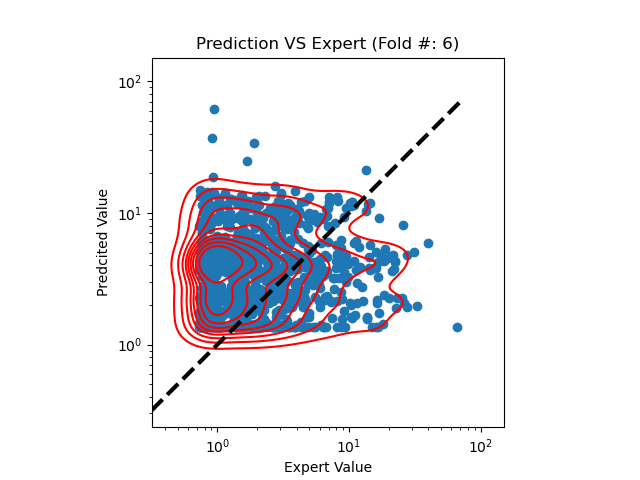 Prediction VS Expert (Fold #: 6)
10²
10¹
10⁰
Predcited Value
10⁰ 10¹ 10²
Expert Value